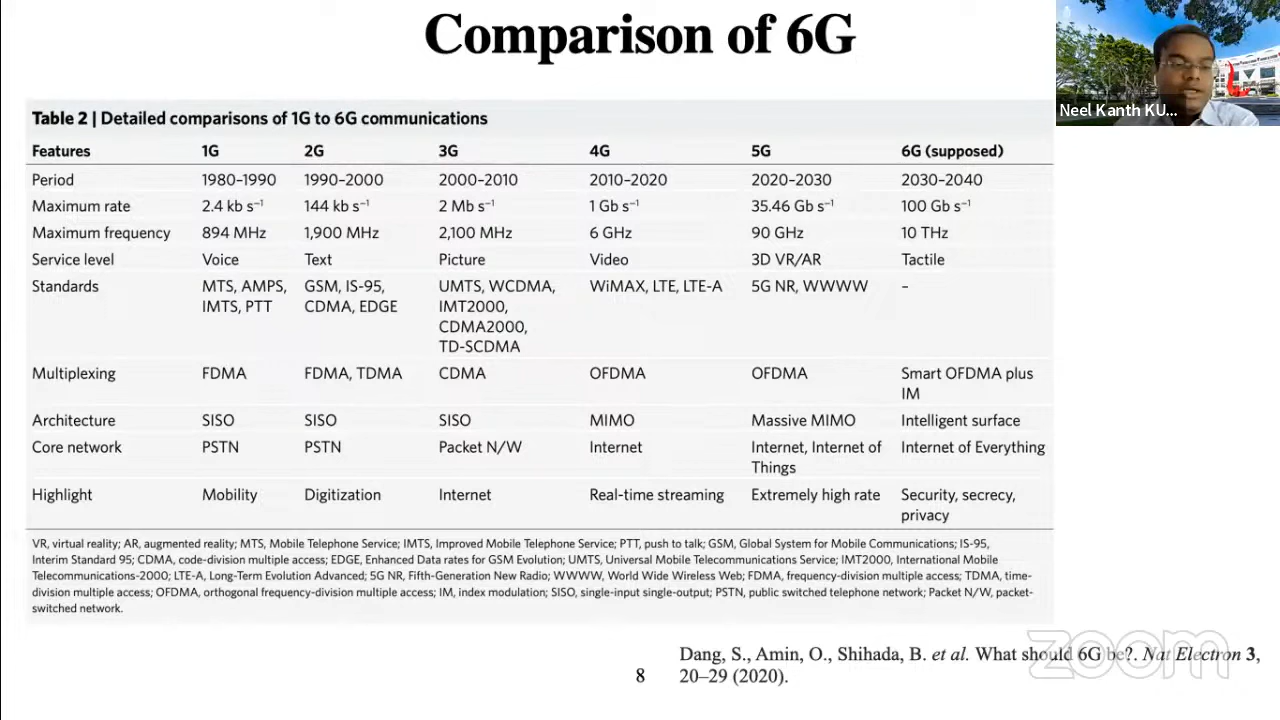 Comparison of 6G
Neel Kanth KU...
Table 2 | Detailed comparisons of 1G to 6G communications
Features 1G 2G 3G 4G 5G 6G (supposed)
Period 1980–1990 1990–2000 2000–2010 2010–2020 2020–2030 2030–2040
Maximum rate 2.4 kb s⁻¹ 144 kb s⁻¹ 2 Mb s⁻¹ 1 Gb s⁻¹ 35.46 Gb s⁻¹ 100 Gb s⁻¹
Maximum frequency 894 MHz 1,900 MHz 2,100 MHz 6 GHz 90 GHz 10 THz
Service level Voice Text Picture Video 3D VR/AR Tactile
Standards MTS, AMPS, GSM, IS-95, UMTS, WCDMA, WiMAX, LTE, LTE-A 5G NR, WWWW –
IMTS, PTT CDMA, EDGE IMT2000,
CDMA2000,
TD-SCDMA
Multiplexing FDMA FDMA, TDMA CDMA OFDMA OFDMA Smart OFDMA plus
IM
Architecture SISO SISO SISO MIMO Massive MIMO Intelligent surface
Core network PSTN PSTN Packet N/W Internet Internet, Internet of Internet of Everything
Things
Highlight Mobility Digitization Internet Real-time streaming Extremely high rate Security, secrecy,
privacy
VR, virtual reality; AR, augmented reality; MTS, Mobile Telephone Service; IMTS, Improved Mobile Telephone Service; PTT, push to talk; GSM, Global System for Mobile Communications; IS-95,
Interim Standard 95; CDMA, code-division multiple access; EDGE, Enhanced Data rates for GSM Evolution; UMTS, Universal Mobile Telecommunications Service; IMT2000, International Mobile
Telecommunications-2000; LTE-A, Long-Term Evolution Advanced; 5G NR, Fifth-Generation New Radio; WWWW, World Wide Wireless Web; FDMA, frequency-division multiple access; TDMA, time-
division multiple access; OFDMA, orthogonal frequency-division multiple access; IM, index modulation; SISO, single-input single-output; PSTN, public switched telephone network; Packet N/W, packet-
switched network.
Dang, S., Amin, O., Shihada, B. et al. What should 6G be?. Nat Electron 3,
20–29 (2020).
8
zoom